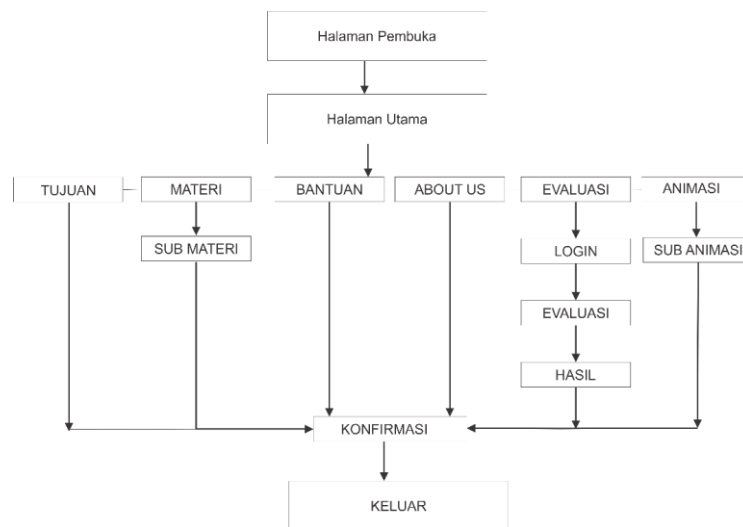 Halaman Pembuka
Halaman Utama
TUJUAN
MATERI
BANTUAN
ABOUT US
EVALUASI
ANIMASI
SUB MATERI
LOGIN
SUB ANIMASI
EVALUASI
HASIL
KONFIRMASI
KELUAR